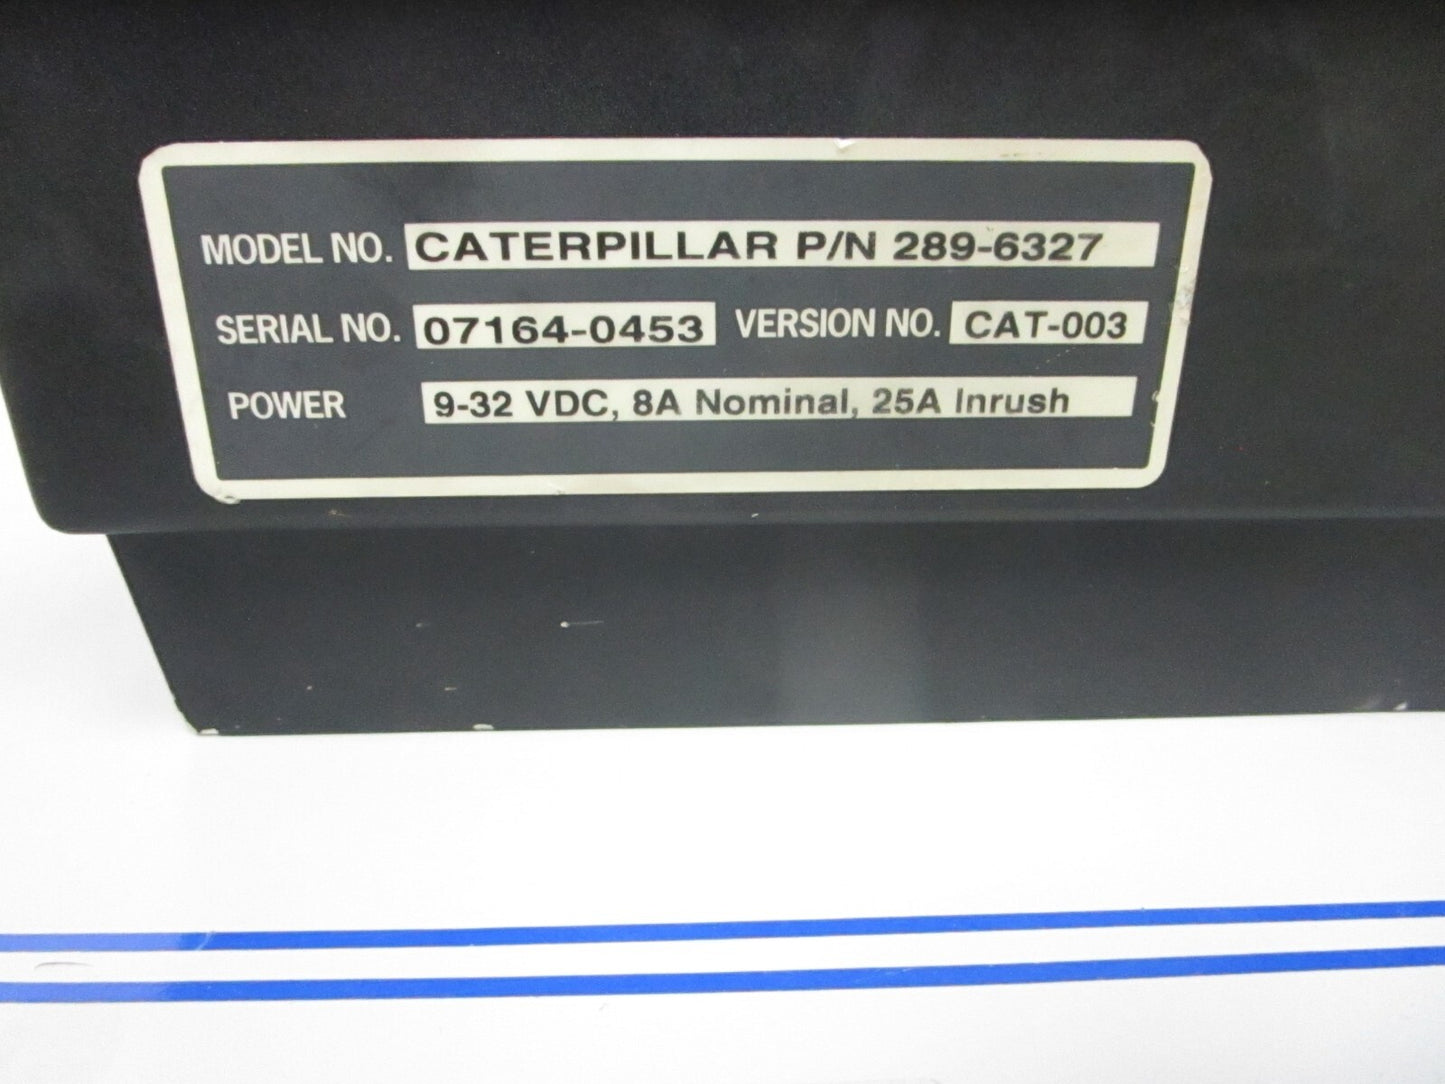 MODEL NO. CATERPILLAR P/N 289-6327
SERIAL NO. 07164-0453 VERSION NO. CAT-003
POWER 9-32 VDC, 8A Nominal, 25A Inrush